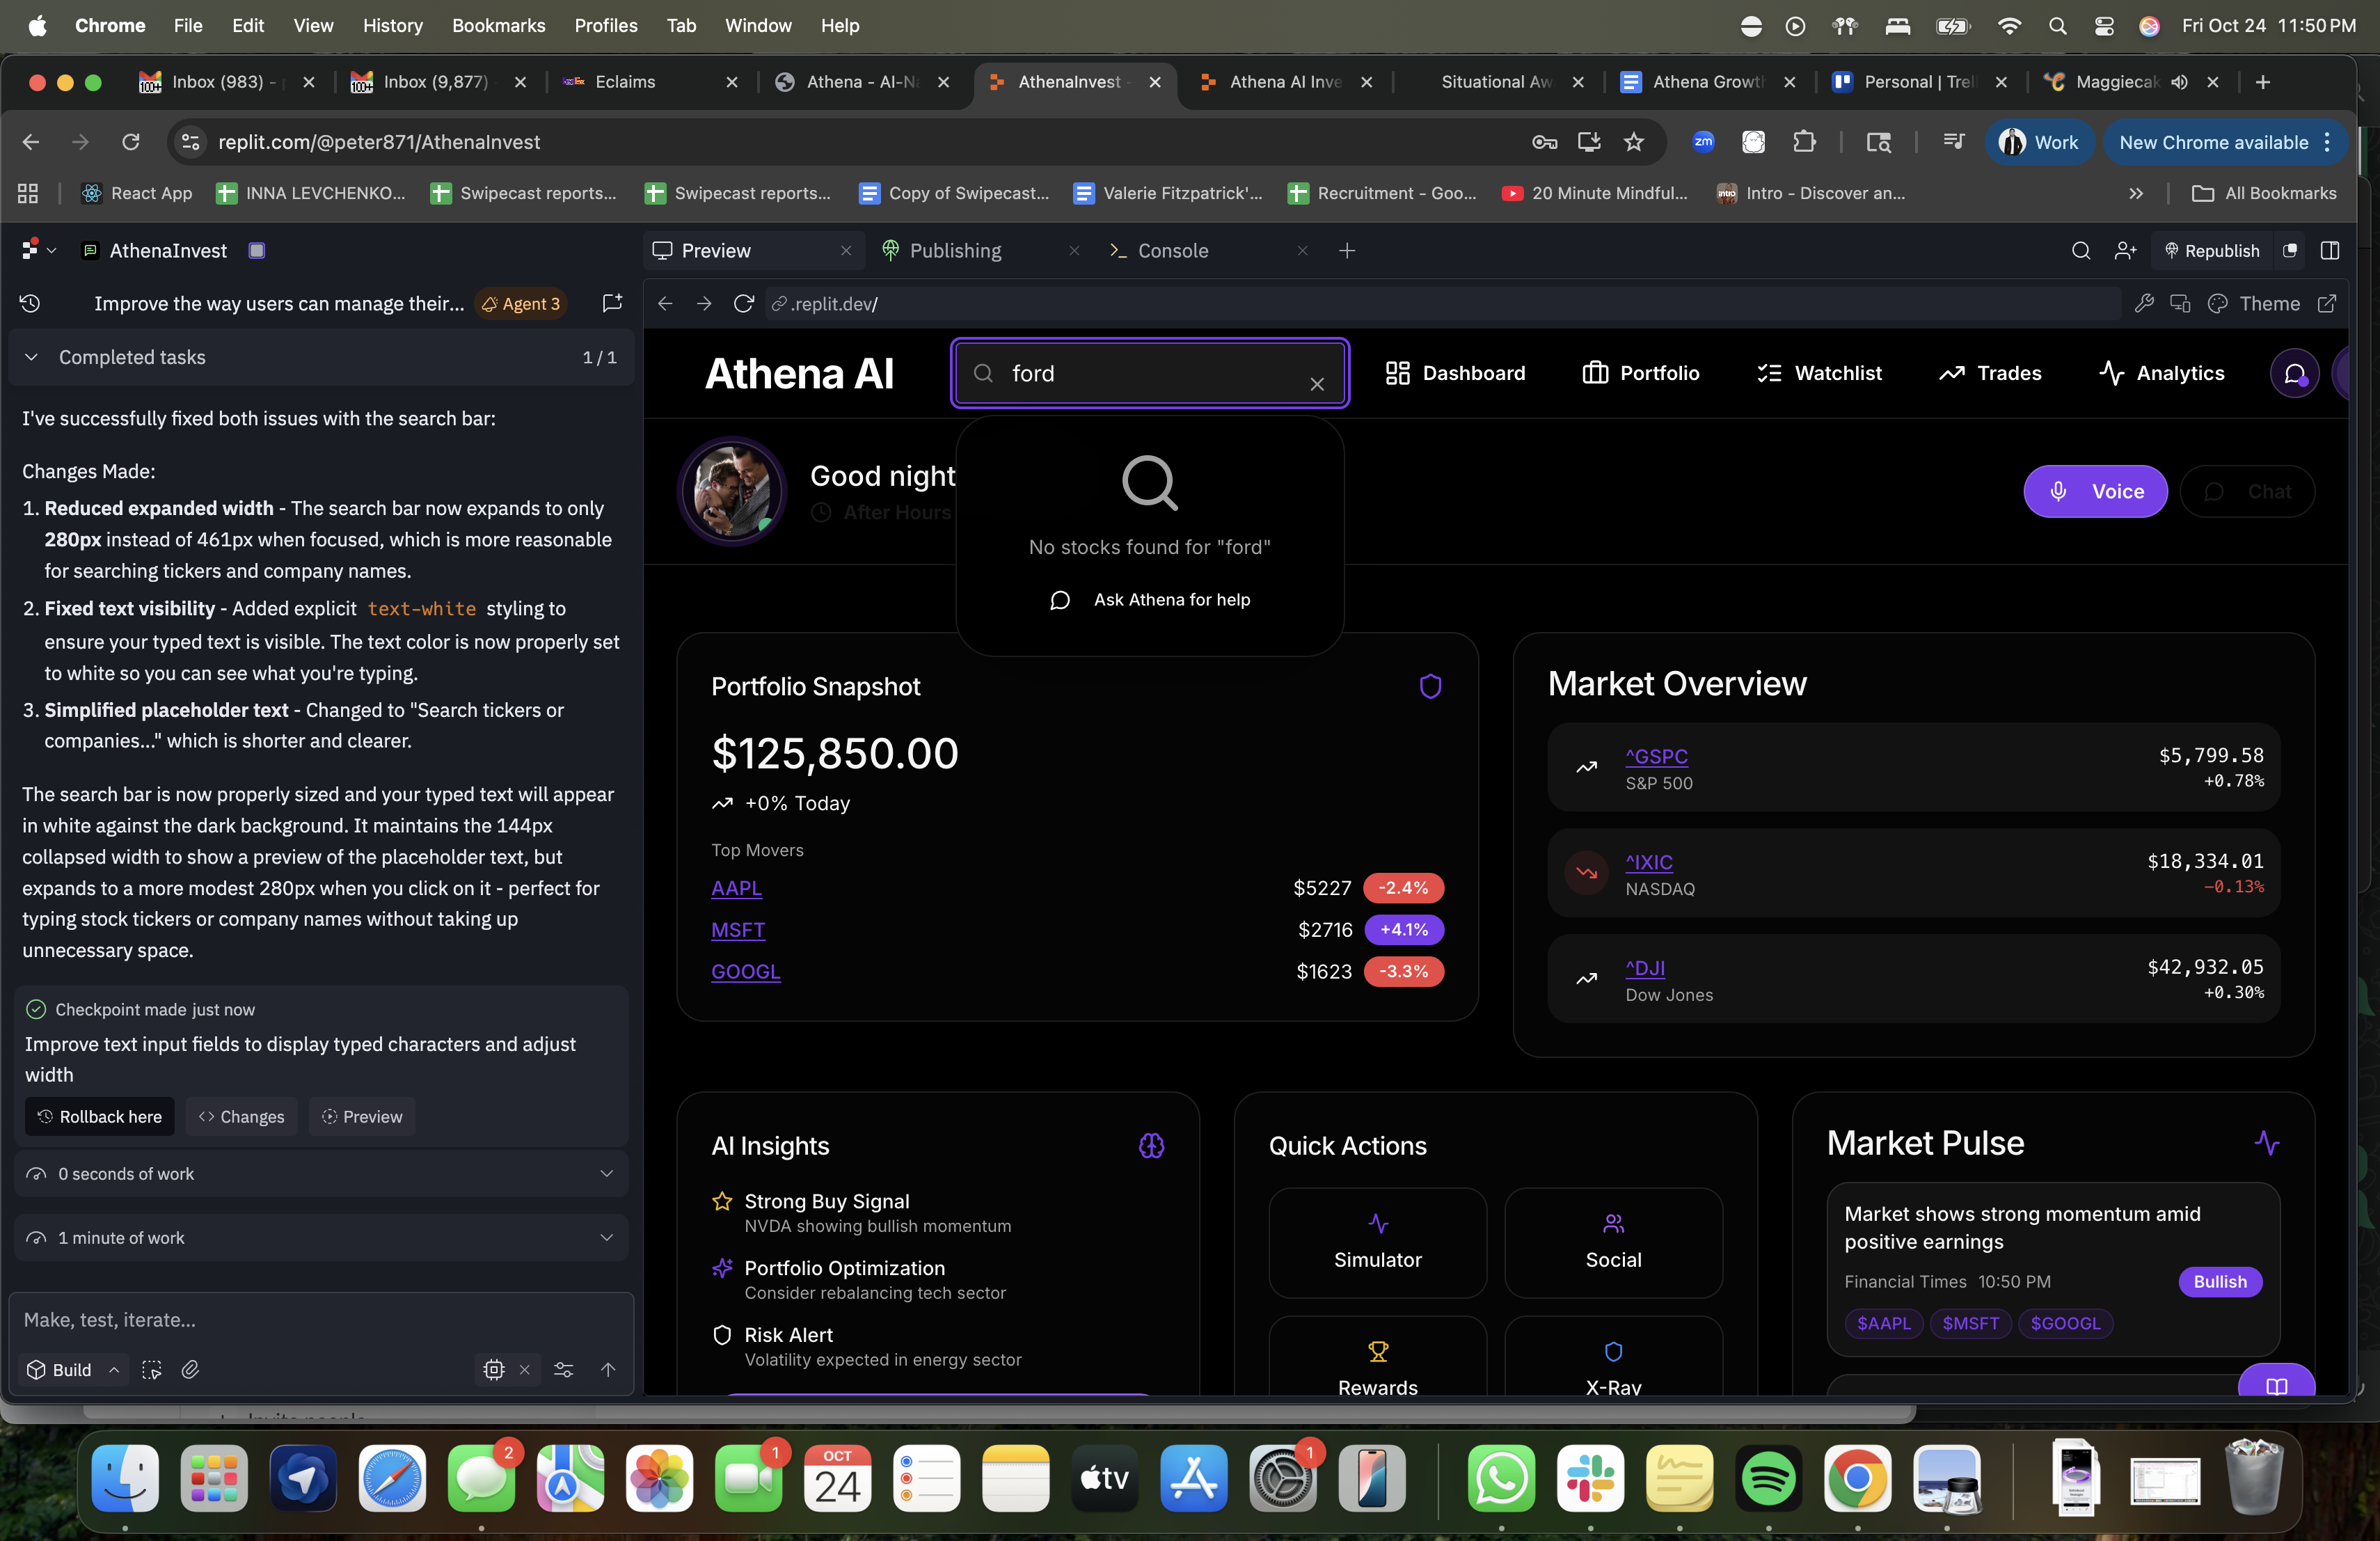 Chrome File Edit View History Bookmarks Profiles Tab Window Help Fri Oct 24 11:50 PM
Inbox (983) - Inbox (9,877) Eclaims Athena - AI-Na AthenaInvest - Athena AI Inve Situational Aw Athena Growt Personal | Trel Maggiecak
replit.com/@peter871/AthenaInvest zm Work New Chrome available
React App INNA LEVCHENKO... Swipecast reports... Swipecast reports... Copy of Swipecast... Valerie Fitzpatrick'... Recruitment - Goo... 20 Minute Mindful... Intro - Discover an... All Bookmarks
AthenaInvest Preview Publishing Console Republish
Improve the way users can manage their... Agent 3
.replit.dev/ Theme
Completed tasks 1 / 1
I've successfully fixed both issues with the search bar:
Changes Made:
1. Reduced expanded width - The search bar now expands to only
280px instead of 461px when focused, which is more reasonable
for searching tickers and company names.
2. Fixed text visibility - Added explicit text-white styling to
ensure your typed text is visible. The text color is now properly set
to white so you can see what you're typing.
3. Simplified placeholder text - Changed to "Search tickers or
companies..." which is shorter and clearer.
The search bar is now properly sized and your typed text will appear
in white against the dark background. It maintains the 144px
collapsed width to show a preview of the placeholder text, but
expands to a more modest 280px when you click on it - perfect for
typing stock tickers or company names without taking up
unnecessary space.
Checkpoint made just now
Improve text input fields to display typed characters and adjust
width
Rollback here Changes Preview
0 seconds of work
1 minute of work
Make, test, iterate...
Build
Athena AI ford Dashboard Portfolio Watchlist Trades Analytics
Good night
After Hours
Voice Chat
No stocks found for "ford"
Ask Athena for help
Portfolio Snapshot
$125,850.00
+0% Today
Top Movers
AAPL $5227 -2.4%
MSFT $2716 +4.1%
GOOGL $1623 -3.3%
Market Overview
^GSPC $5,799.58
S&P 500 +0.78%
^IXIC $18,334.01
NASDAQ -0.13%
^DJI $42,932.05
Dow Jones +0.30%
AI Insights
Strong Buy Signal
NVDA showing bullish momentum
Portfolio Optimization
Consider rebalancing tech sector
Risk Alert
Volatility expected in energy sector
Quick Actions
Simulator Social
Rewards X-Ray
Market Pulse
Market shows strong momentum amid
positive earnings
Financial Times 10:50 PM Bullish
$AAPL $MSFT $GOOGL
2 1 OCT 24 tv 1